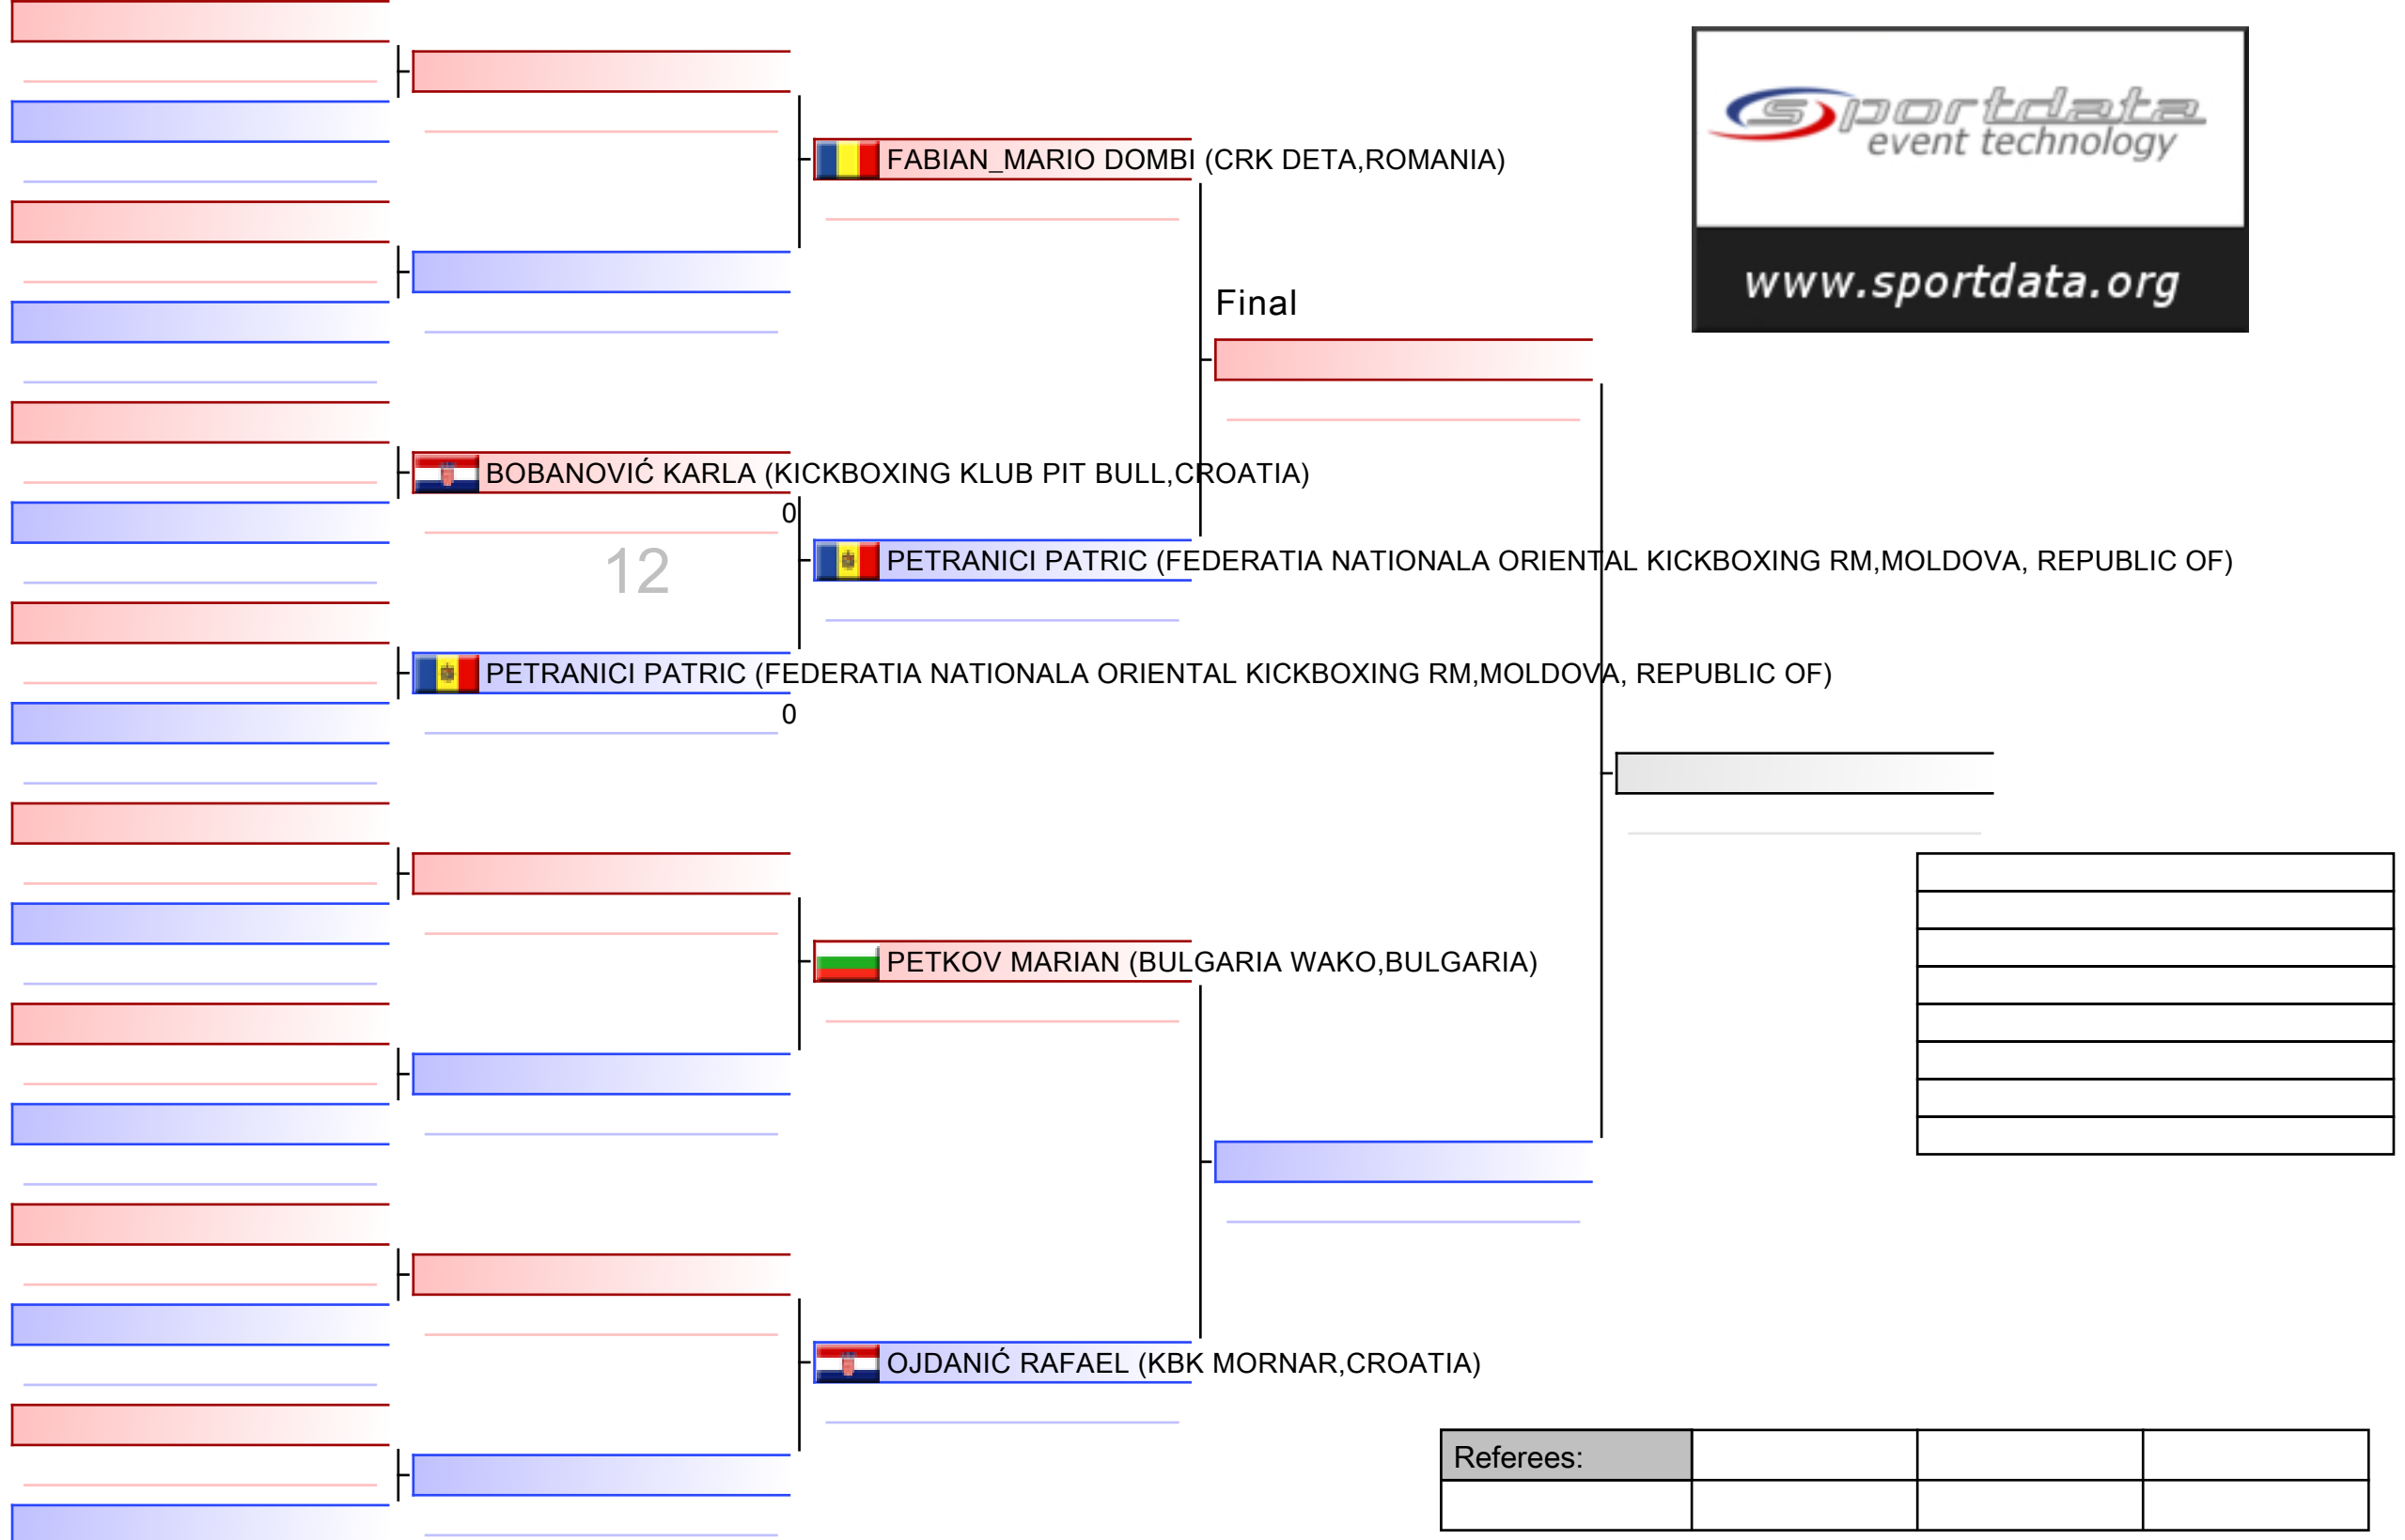 sportdata
event technology
www.sportdata.org
FABIAN_MARIO DOMBI (CRK DETA,ROMANIA)
Final
BOBANOVIĆ KARLA (KICKBOXING KLUB PIT BULL,CROATIA)
0
12
PETRANICI PATRIC (FEDERATIA NATIONALA ORIENTAL KICKBOXING RM,MOLDOVA, REPUBLIC OF)
PETRANICI PATRIC (FEDERATIA NATIONALA ORIENTAL KICKBOXING RM,MOLDOVA, REPUBLIC OF)
0
PETKOV MARIAN (BULGARIA WAKO,BULGARIA)
OJDANIĆ RAFAEL (KBK MORNAR,CROATIA)
Referees: